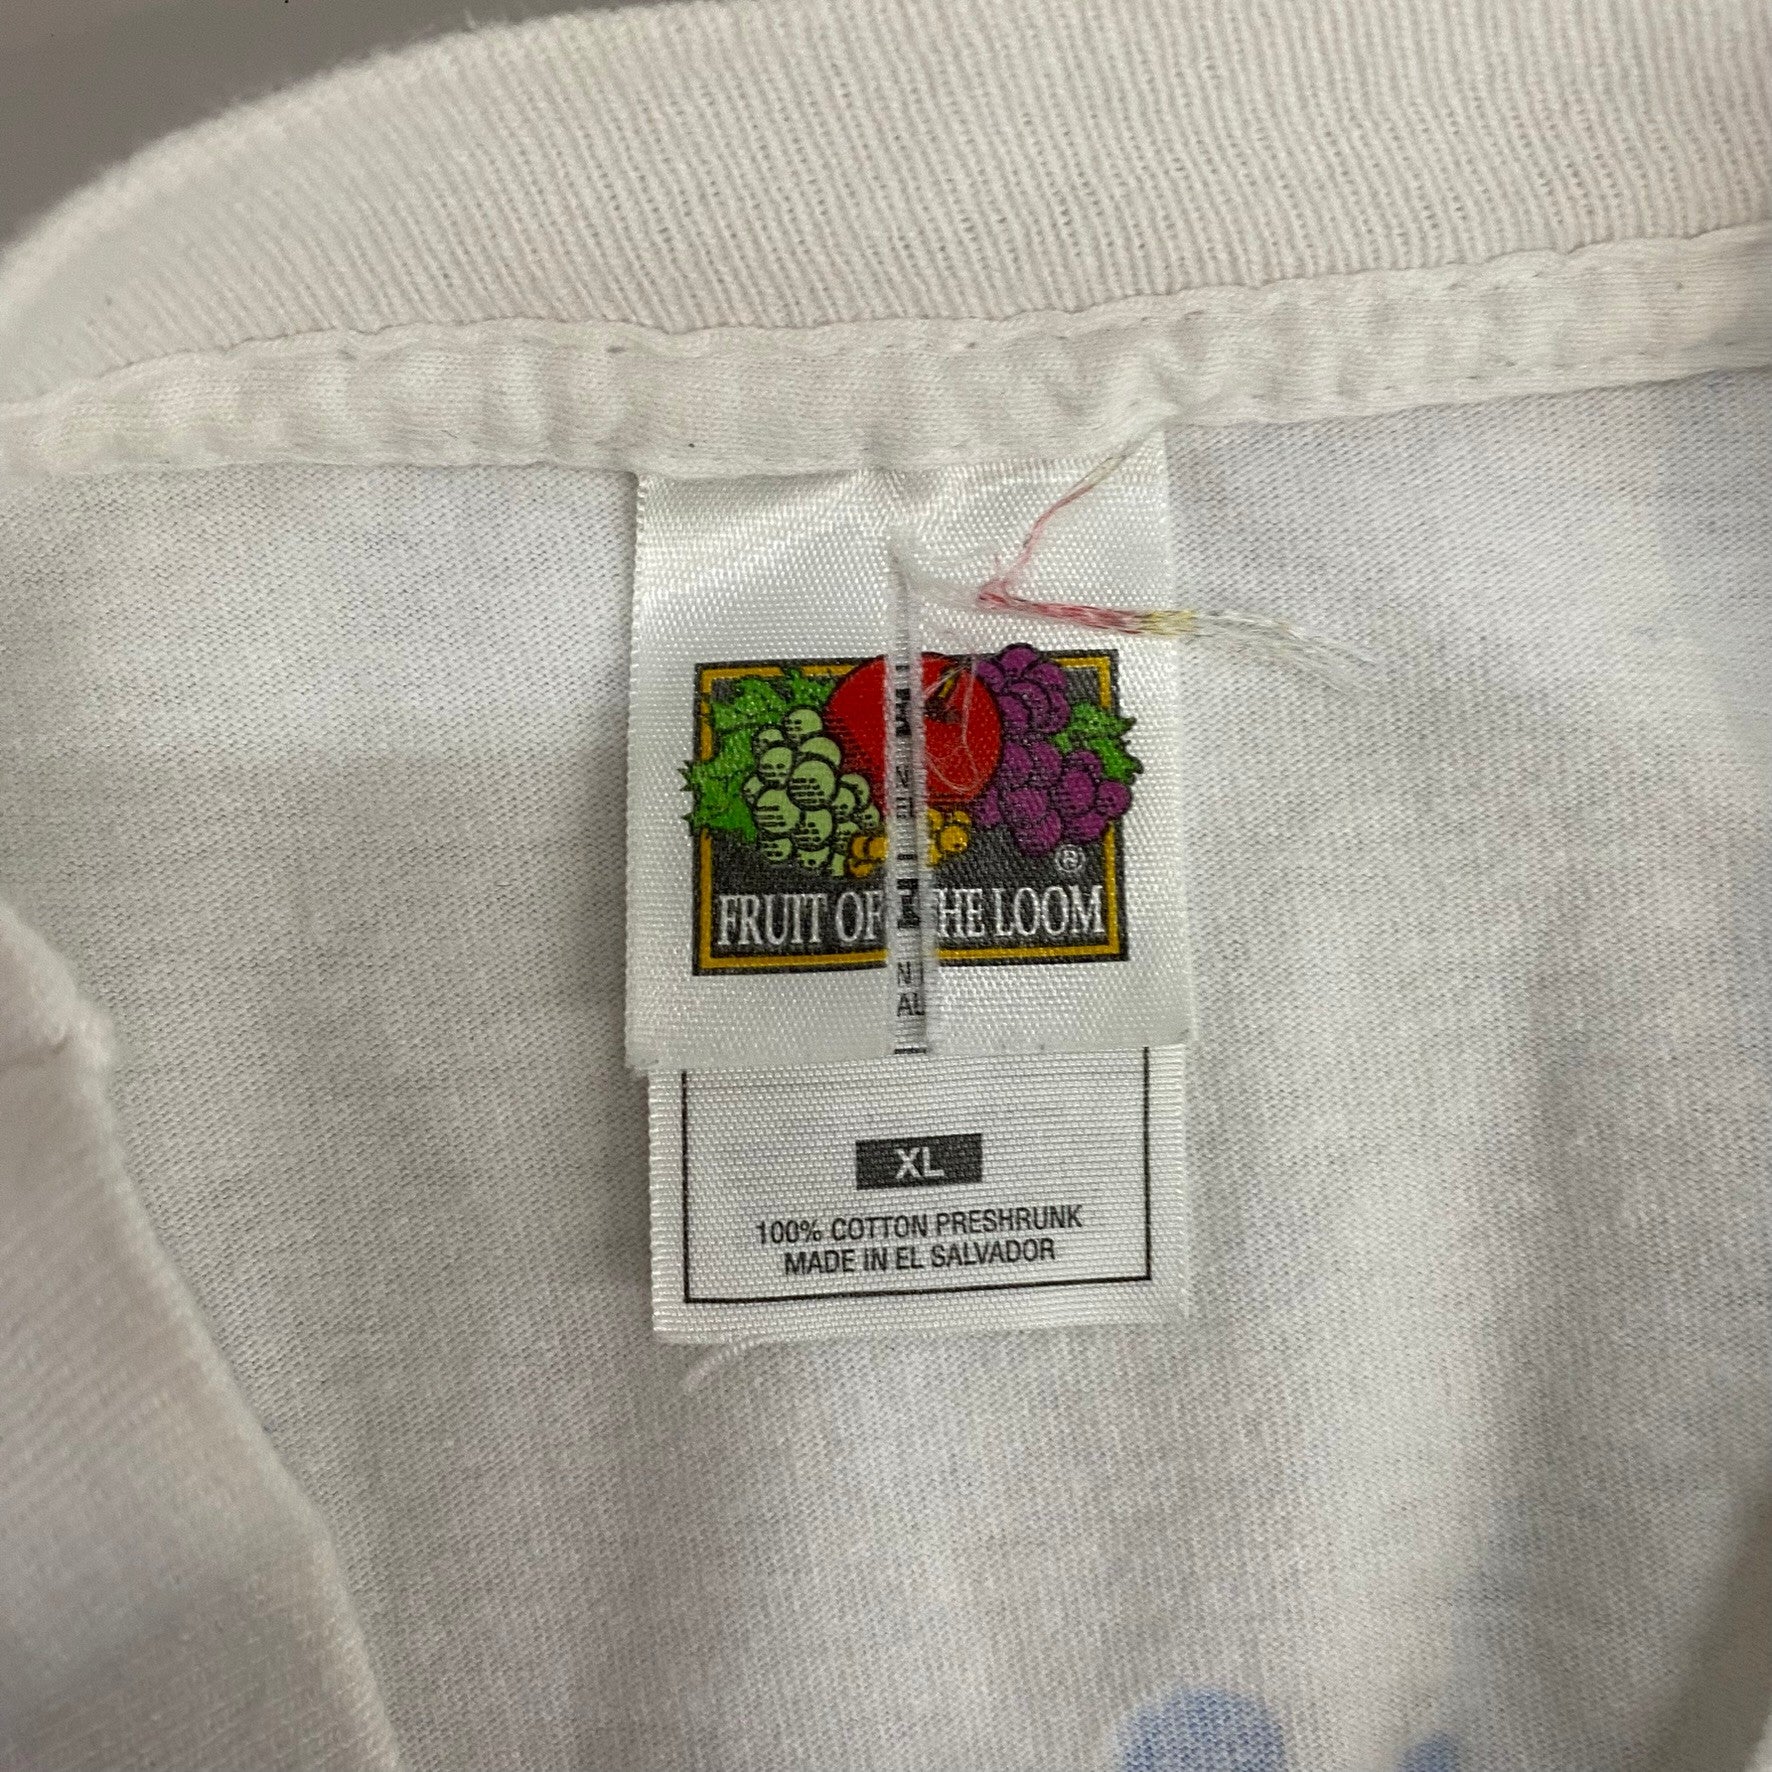 ®
FRUIT OF THE LOOM
XL
100% COTTON PRESHRUNK
MADE IN EL SALVADOR